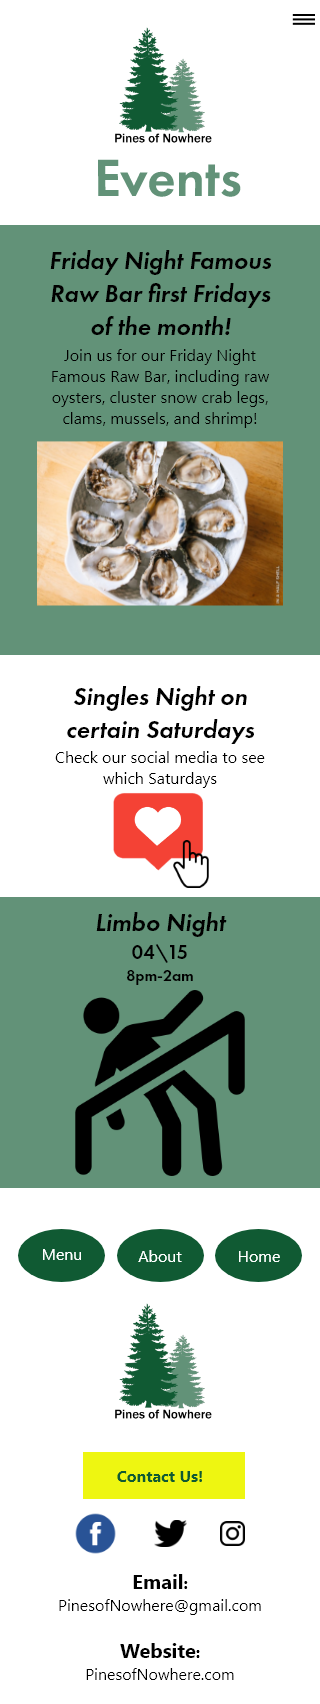 Pines of Nowhere
Events
Friday Night Famous
Raw Bar first Fridays
of the month!
Join us for our Friday Night
Famous Raw Bar, including raw
oysters, cluster snow crab legs,
clams, mussels, and shrimp!
Singles Night on
certain Saturdays
Check our social media to see
which Saturdays
Limbo Night
04\15
8pm-2am
Menu
About
Home
Pines of Nowhere
Contact Us!
Email:
PinesofNowhere@gmail.com
Website:
PinesofNowhere.com